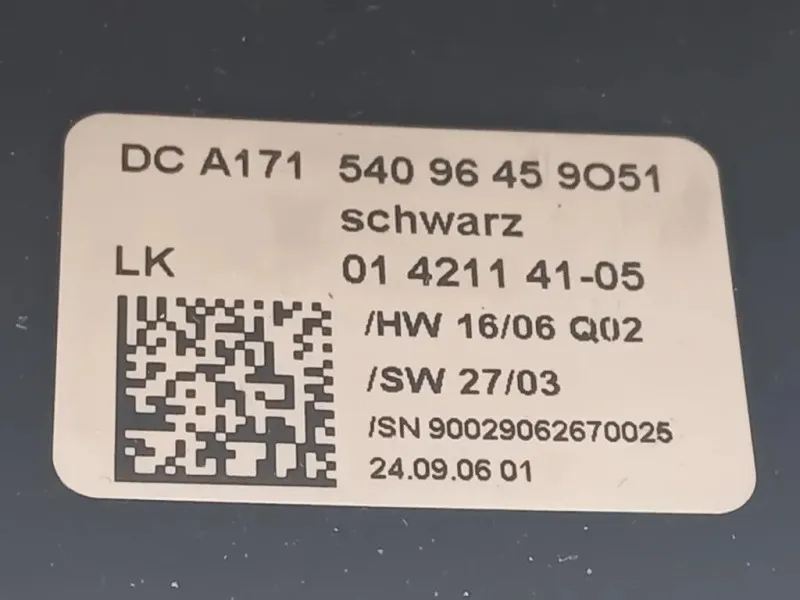 DC A171 540 96 45 9O51
schwarz
LK 01 4211 41-05
/HW 16/06 Q02
/SW 27/03
/SN 90029062670025
24.09.06 01